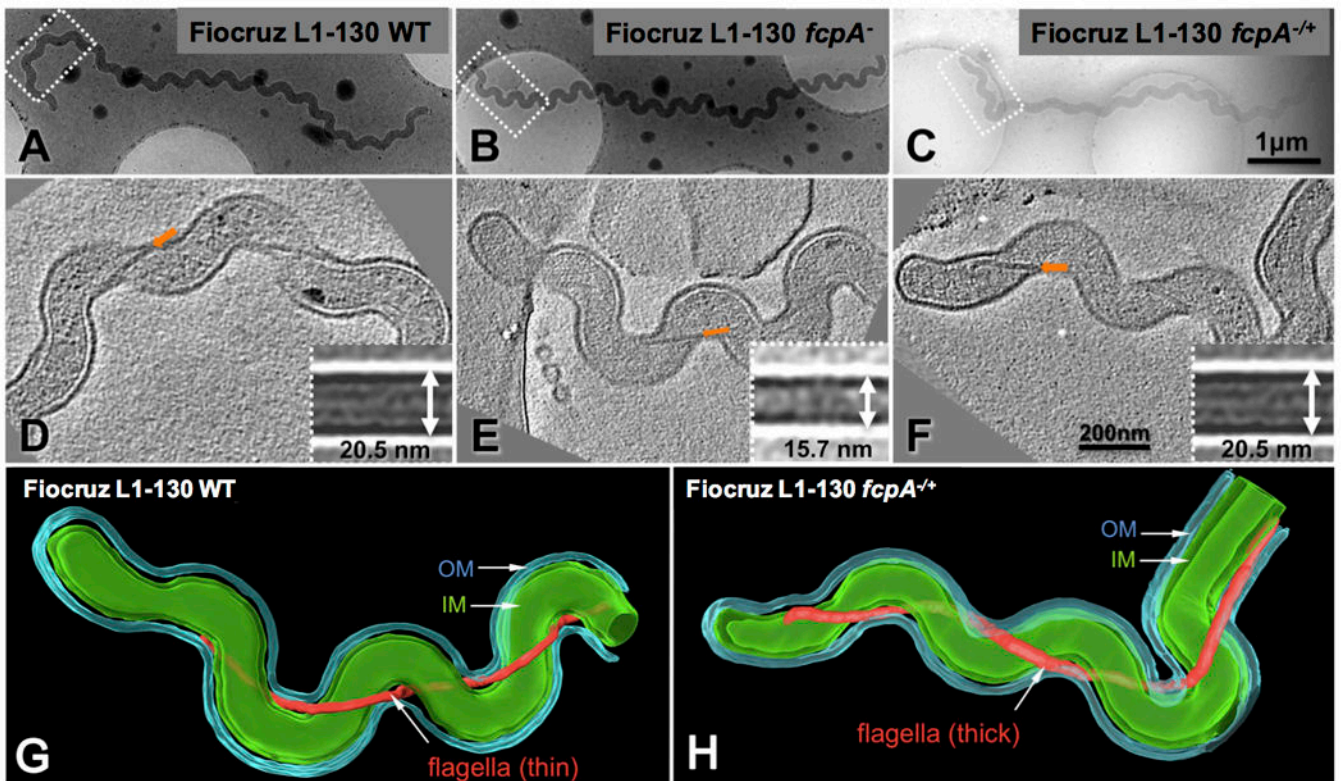 Fiocruz L1-130 WT
Fiocruz L1-130 fcpA-
Fiocruz L1-130 fcpA-/+
A
B
C
1µm
D
20.5 nm
E
15.7 nm
F
200nm
20.5 nm
Fiocruz L1-130 WT
OM
IM
flagella (thin)
G
Fiocruz L1-130 fcpA-/+
OM
IM
flagella (thick)
H